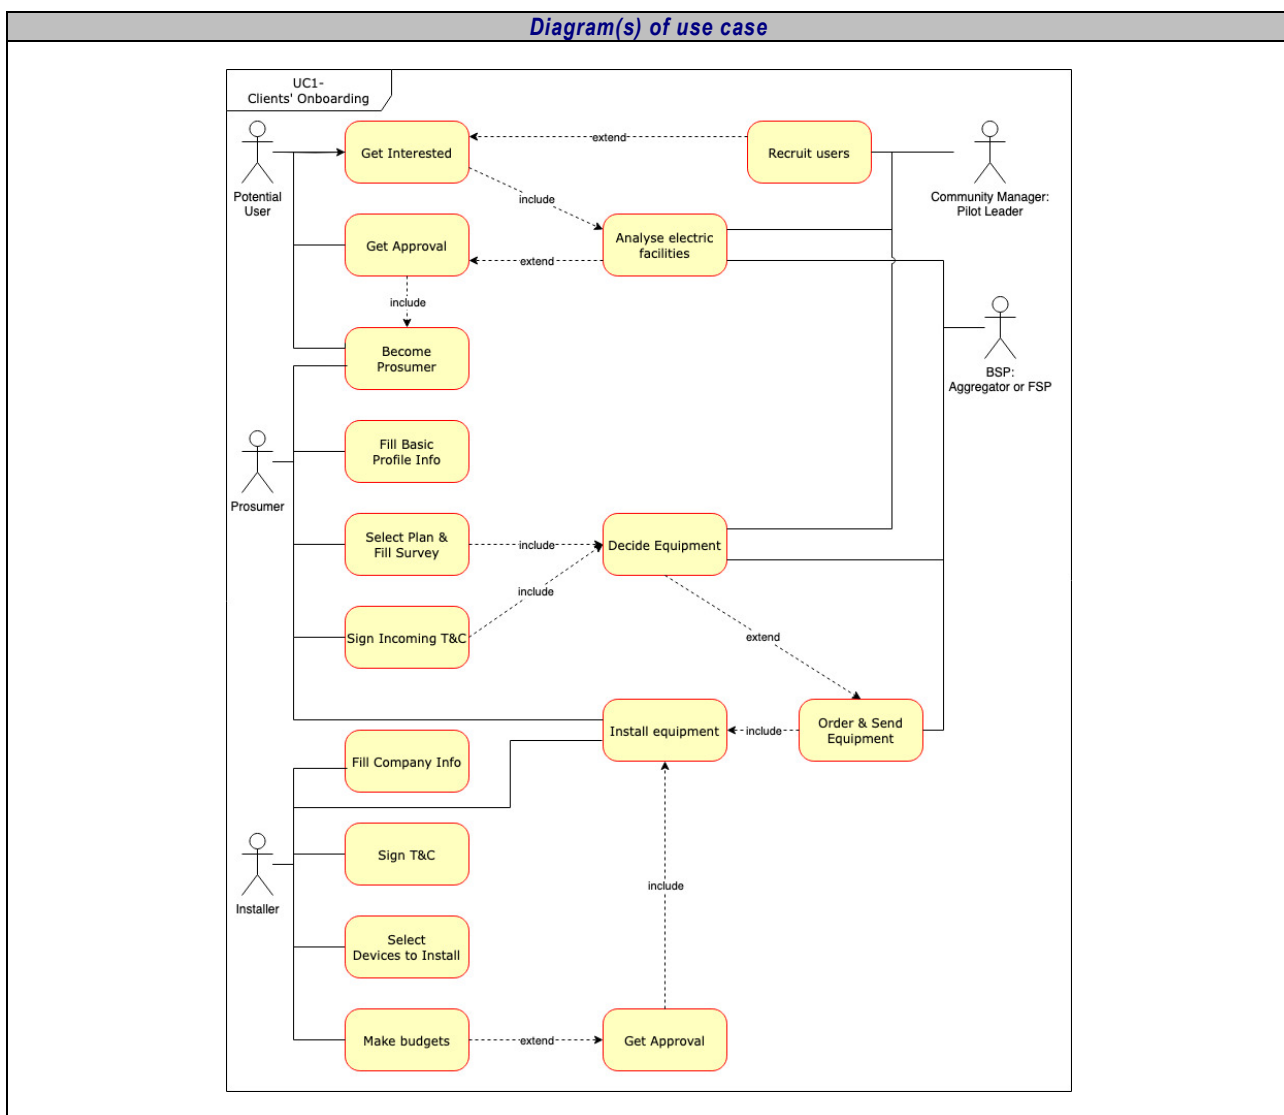 Diagram(s) of use case
UC1-
Clients' Onboarding
Get Interested
extend
Recruit users
Potential
User
Community Manager:
Pilot Leader
include
Get Approval
extend
Analyse electric
facilities
include
Become
Prosumer
BSP:
Aggregator or FSP
Fill Basic
Profile Info
Prosumer
Select Plan &
Fill Survey
include
Decide Equipment
include
Sign Incoming T&C
extend
Install equipment
include
Order & Send
Equipment
Fill Company Info
Sign T&C
Installer
include
Select
Devices to Install
Make budgets
extend
Get Approval